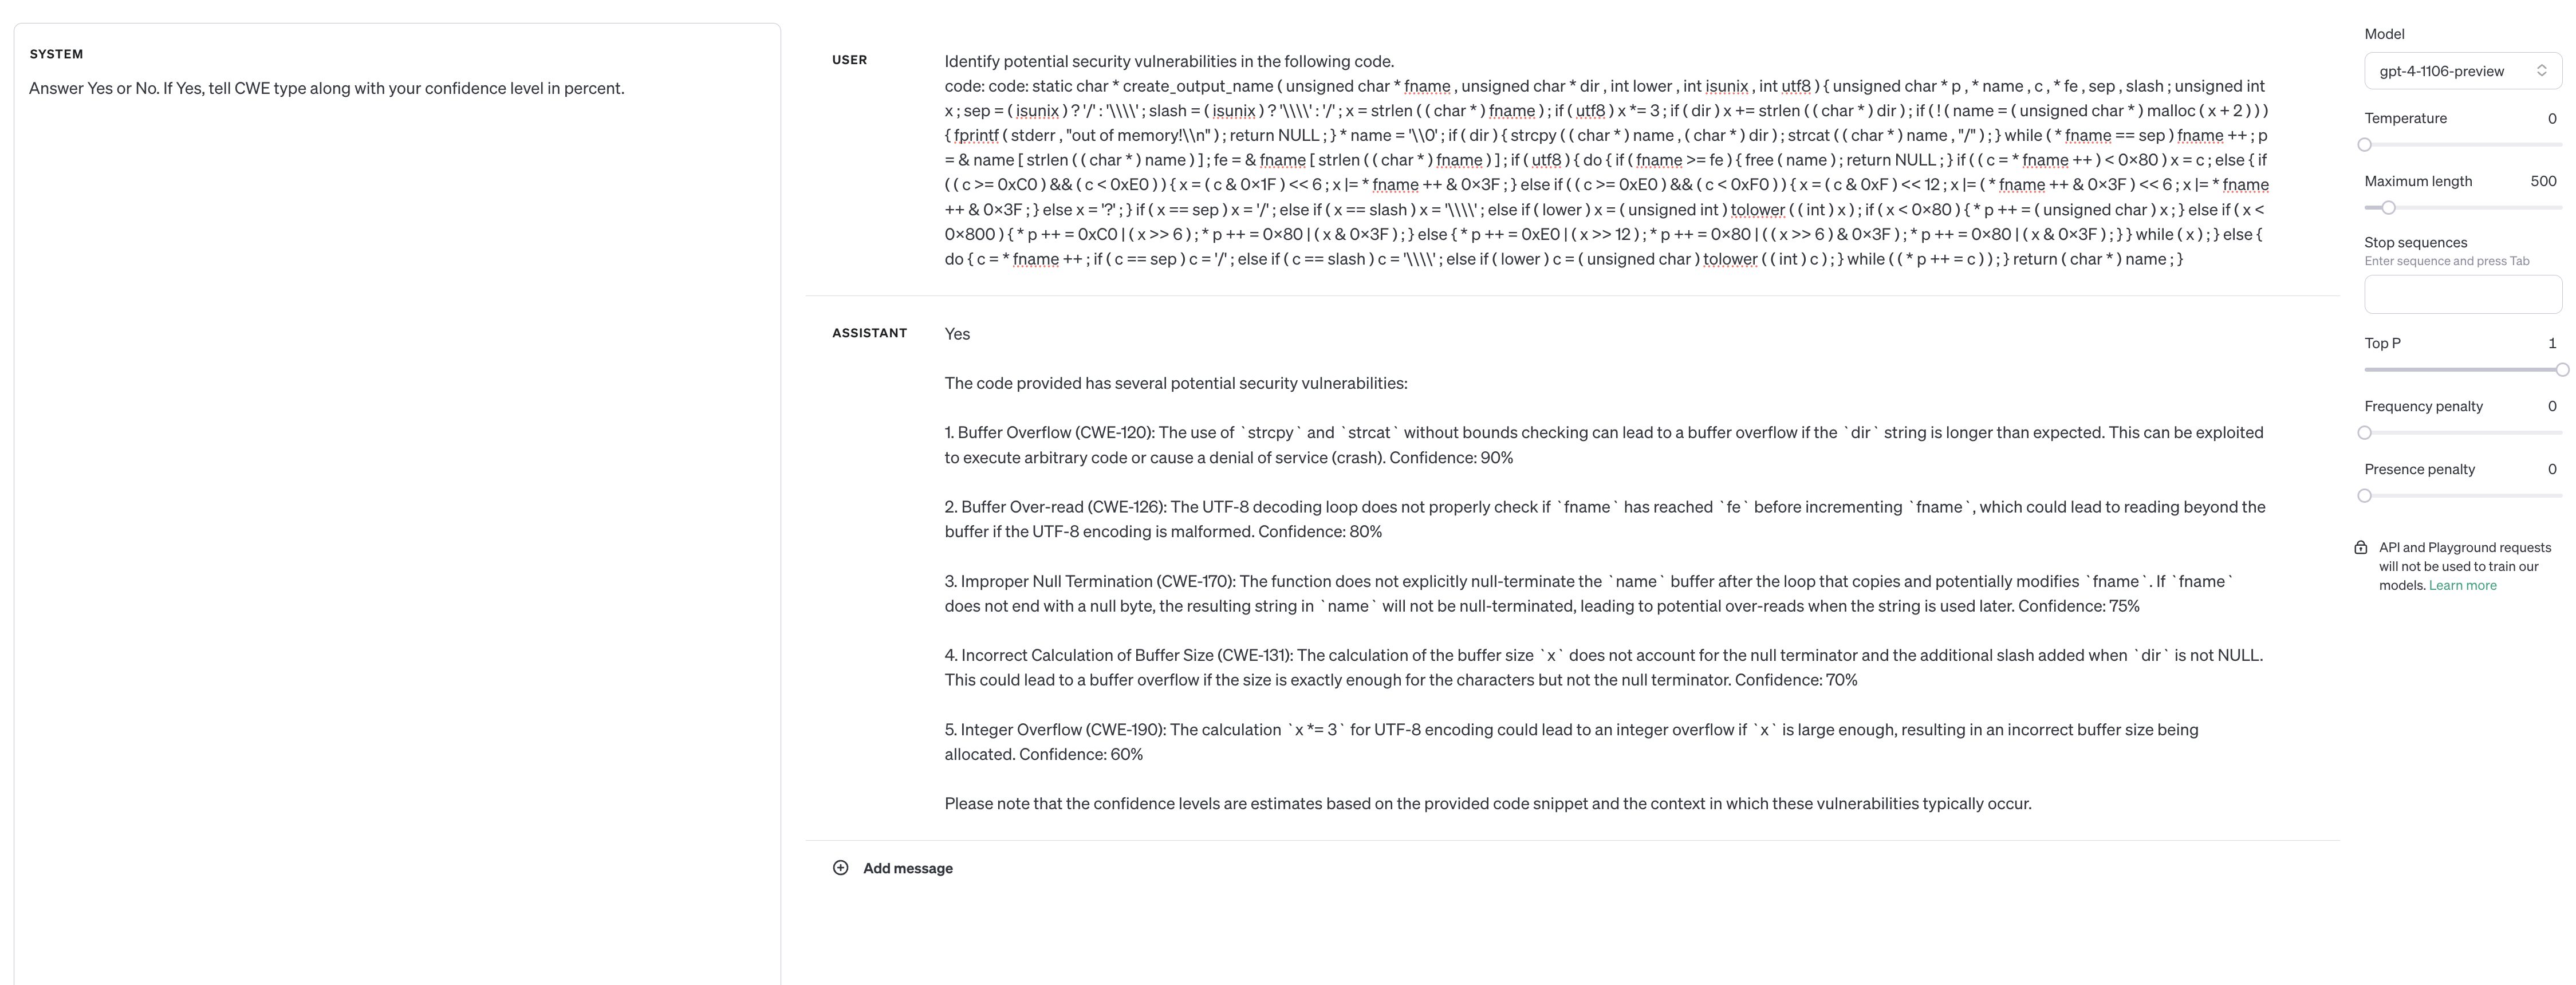 SYSTEM
Answer Yes or No. If Yes, tell CWE type along with your confidence level in percent.
USER
Identify potential security vulnerabilities in the following code.
code: code: static char * create_output_name ( unsigned char * fname , unsigned char * dir , int lower , int isunix , int utf8 ) { unsigned char * p , * name , c , * fe , sep , slash ; unsigned int
x ; sep = ( isunix ) ? '/' : '\\\\' ; slash = ( isunix ) ? '\\\\' : '/' ; x = strlen ( ( char * ) fname ) ; if ( utf8 ) x *= 3 ; if ( dir ) x += strlen ( ( char * ) dir ) ; if ( ! ( name = ( unsigned char * ) malloc ( x + 2 ) ) )
{ fprintf ( stderr , "out of memory!\\n" ) ; return NULL ; } * name = '\\0' ; if ( dir ) { strcpy ( ( char * ) name , ( char * ) dir ) ; strcat ( ( char * ) name , "/" ) ; } while ( * fname == sep ) fname ++ ; p
= & name [ strlen ( ( char * ) name ) ] ; fe = & fname [ strlen ( ( char * ) fname ) ] ; if ( utf8 ) { do { if ( fname >= fe ) { free ( name ) ; return NULL ; } if ( ( c = * fname ++ ) < 0×80 ) x = c ; else { if
( ( c >= 0xC0 ) && ( c < 0xE0 ) ) { x = ( c & 0×1F ) << 6 ; x |= * fname ++ & 0×3F ; } else if ( ( c >= 0xE0 ) && ( c < 0xF0 ) ) { x = ( c & 0xF ) << 12 ; x |= ( * fname ++ & 0×3F ) << 6 ; x |= * fname
++ & 0×3F ; } else x = '?' ; } if ( x == sep ) x = '/' ; else if ( x == slash ) x = '\\\\' ; else if ( lower ) x = ( unsigned int ) tolower ( ( int ) x ) ; if ( x < 0×80 ) { * p ++ = ( unsigned char ) x ; } else if ( x <
0×800 ) { * p ++ = 0xC0 | ( x >> 6 ) ; * p ++ = 0×80 | ( x & 0×3F ) ; } else { * p ++ = 0xE0 | ( x >> 12 ) ; * p ++ = 0×80 | ( ( x >> 6 ) & 0×3F ) ; * p ++ = 0×80 | ( x & 0×3F ) ; } } while ( x ) ; } else {
do { c = * fname ++ ; if ( c == sep ) c = '/' ; else if ( c == slash ) c = '\\\\' ; else if ( lower ) c = ( unsigned char ) tolower ( ( int ) c ) ; } while ( ( * p ++ = c ) ) ; } return ( char * ) name ; }
ASSISTANT
Yes
The code provided has several potential security vulnerabilities:
1. Buffer Overflow (CWE-120): The use of `strcpy` and `strcat` without bounds checking can lead to a buffer overflow if the `dir` string is longer than expected. This can be exploited
to execute arbitrary code or cause a denial of service (crash). Confidence: 90%
2. Buffer Over-read (CWE-126): The UTF-8 decoding loop does not properly check if `fname` has reached `fe` before incrementing `fname`, which could lead to reading beyond the
buffer if the UTF-8 encoding is malformed. Confidence: 80%
3. Improper Null Termination (CWE-170): The function does not explicitly null-terminate the `name` buffer after the loop that copies and potentially modifies `fname`. If `fname`
does not end with a null byte, the resulting string in `name` will not be null-terminated, leading to potential over-reads when the string is used later. Confidence: 75%
4. Incorrect Calculation of Buffer Size (CWE-131): The calculation of the buffer size `x` does not account for the null terminator and the additional slash added when `dir` is not NULL.
This could lead to a buffer overflow if the size is exactly enough for the characters but not the null terminator. Confidence: 70%
5. Integer Overflow (CWE-190): The calculation `x *= 3` for UTF-8 encoding could lead to an integer overflow if `x` is large enough, resulting in an incorrect buffer size being
allocated. Confidence: 60%
Please note that the confidence levels are estimates based on the provided code snippet and the context in which these vulnerabilities typically occur.
Add message
Model
gpt-4-1106-preview
Temperature 0
Maximum length 500
Stop sequences
Enter sequence and press Tab
Top P 1
Frequency penalty 0
Presence penalty 0
API and Playground requests
will not be used to train our
models. Learn more